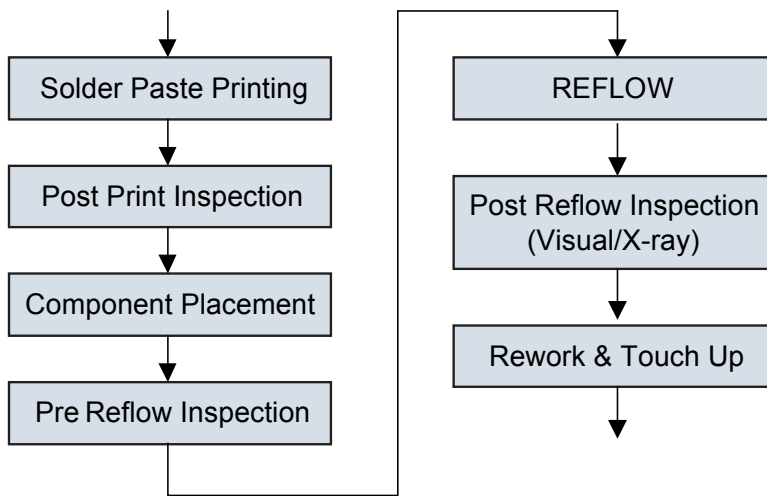 Solder Paste Printing
Post Print Inspection
Component Placement
Pre Reflow Inspection
REFLOW
Post Reflow Inspection
(Visual/X-ray)
Rework & Touch Up